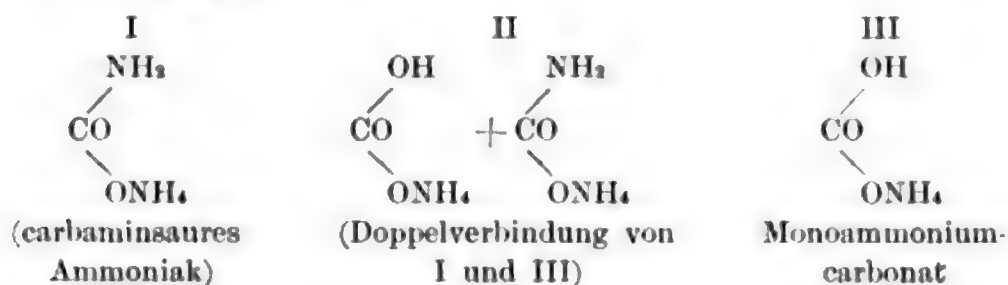 I II III
NH₂ OH NH₂ OH
CO CO + CO CO
ONH₄ ONH₄ ONH₄ ONH₄
(carbaminsaures (Doppelverbindung von Monoammonium-
Ammoniak) I und III) carbonat